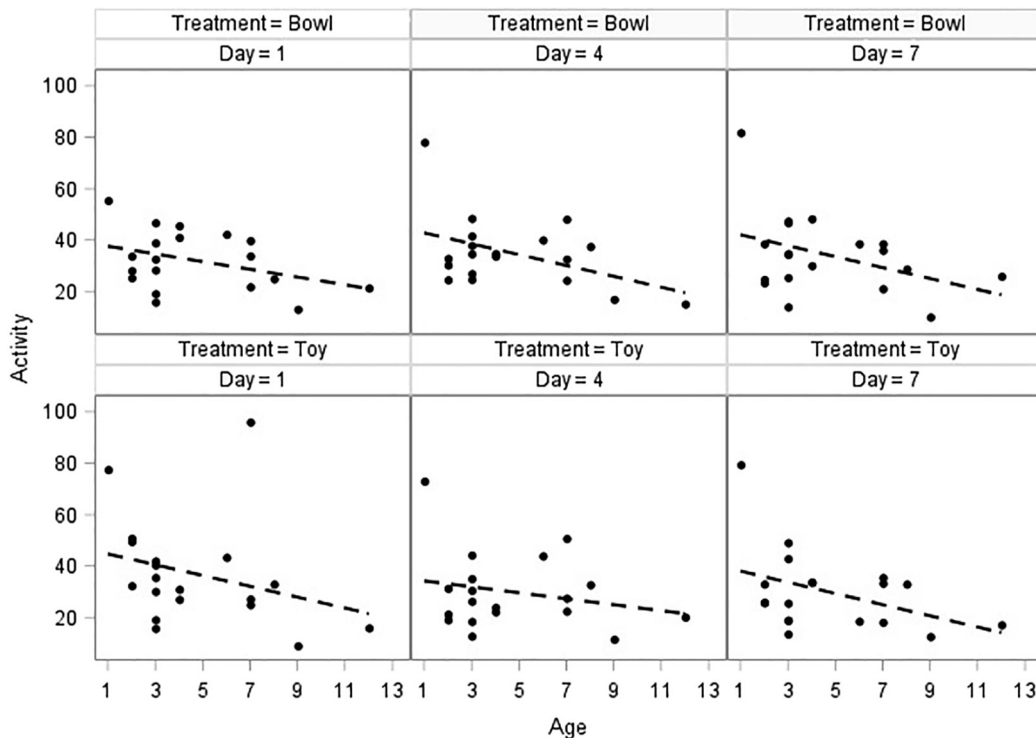 Treatment = Bowl Treatment = Bowl Treatment = Bowl
Day = 1 Day = 4 Day = 7
100
80
60
40
20
Activity
Treatment = Toy Treatment = Toy Treatment = Toy
Day = 1 Day = 4 Day = 7
100
80
60
40
20
1 3 5 7 9 11 13 1 3 5 7 9 11 13 1 3 5 7 9 11 13
Age